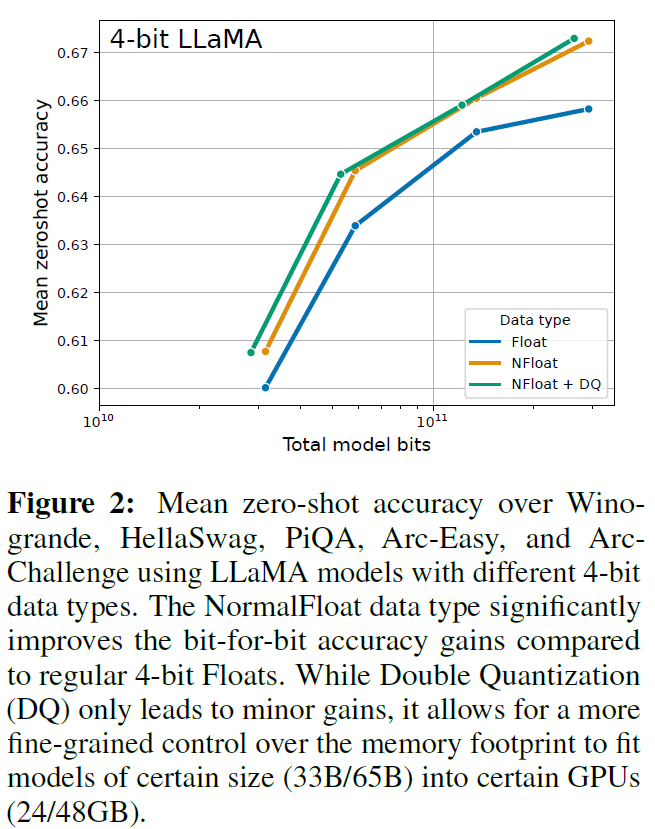 4-bit LLaMA
0.67
0.66
0.65
0.64
0.63
0.62
0.61
0.60
Mean zeroshot accuracy
Data type
Float
NFloat
NFloat + DQ
10^10
10^11
Total model bits
Figure 2: Mean zero-shot accuracy over Wino-
grande, HellaSwag, PiQA, Arc-Easy, and Arc-
Challenge using LLaMA models with different 4-bit
data types. The NormalFloat data type significantly
improves the bit-for-bit accuracy gains compared
to regular 4-bit Floats. While Double Quantization
(DQ) only leads to minor gains, it allows for a more
fine-grained control over the memory footprint to fit
models of certain size (33B/65B) into certain GPUs
(24/48GB).